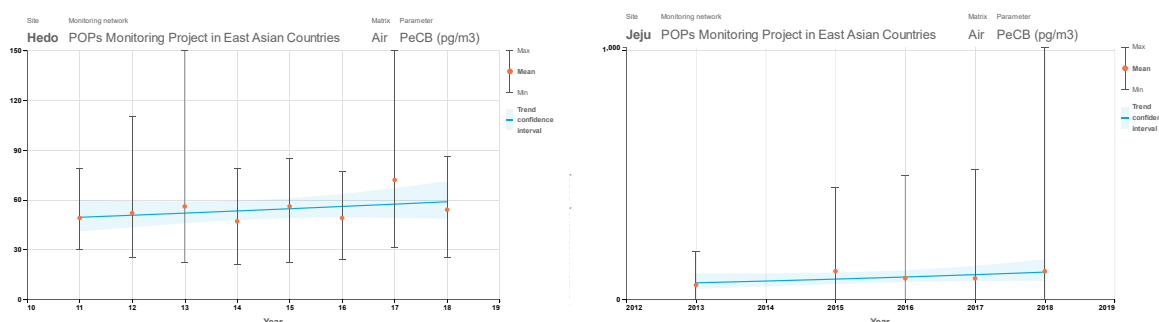 Site Monitoring network Matrix Parameter
Hedo POPs Monitoring Project in East Asian Countries Air PeCB (pg/m3)
150
120
90
60
30
0
10 11 12 13 14 15 16 17 18 19
Year
Max
Mean
Min
Trend
confidence
interval
Site Monitoring network Matrix Parameter
Jeju POPs Monitoring Project in East Asian Countries Air PeCB (pg/m3)
1,000
0
2012 2013 2014 2015 2016 2017 2018 2019
Year
Max
Mean
Min
Trend
confidence
interval